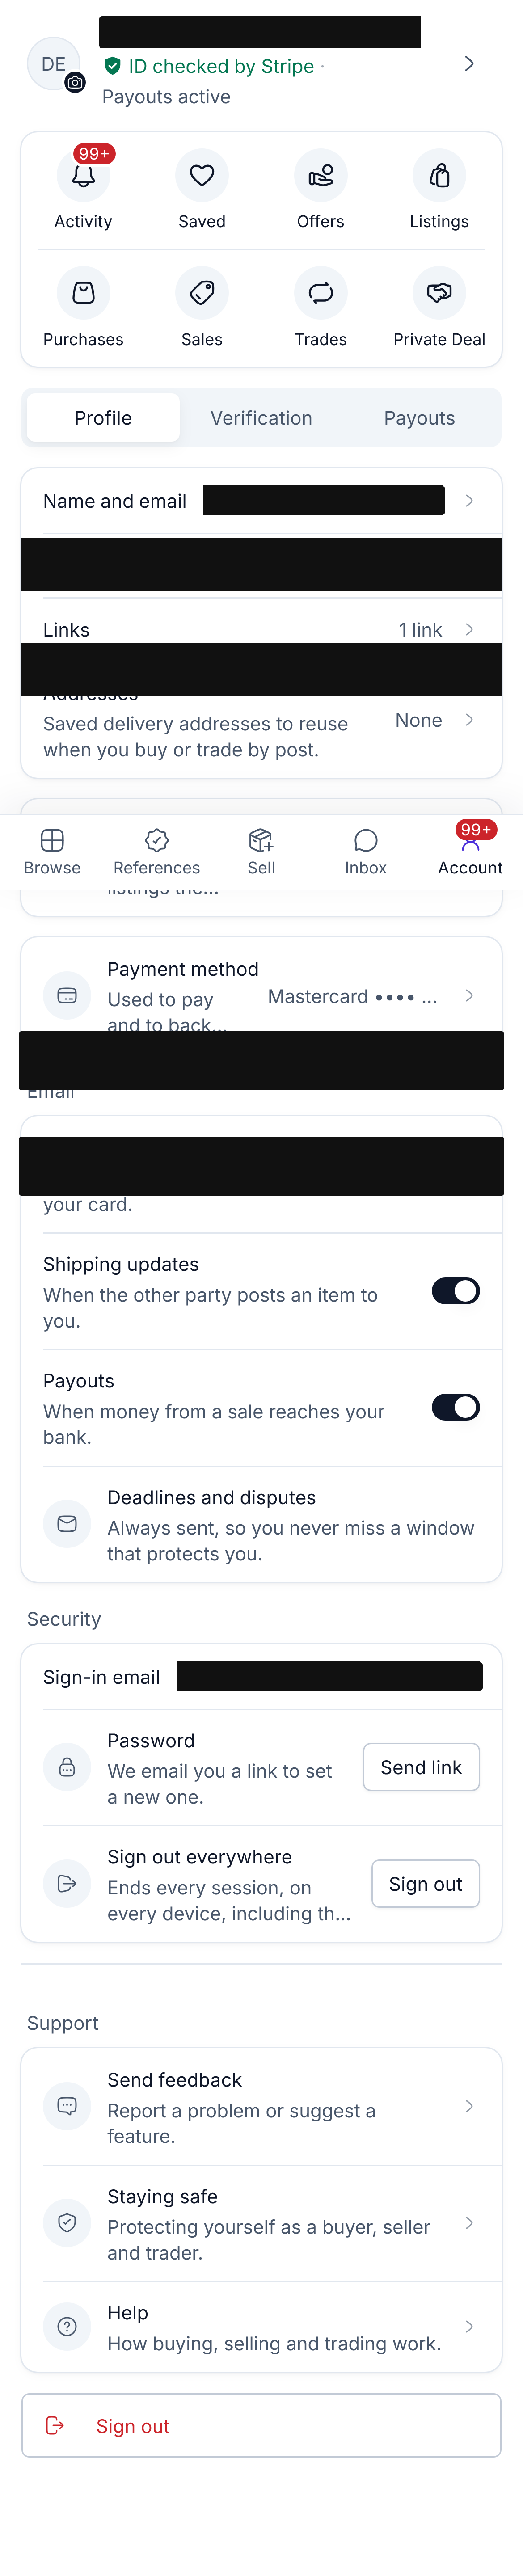 DE
ID checked by Stripe ·
Payouts active
99+
Activity
Saved
Offers
Listings
Purchases
Sales
Trades
Private Deal
Profile
Verification
Payouts
Name and email
Links
1 link
Addresses
Saved delivery addresses to reuse
when you buy or trade by post.
None
99+
Browse
References
Sell
Inbox
Account
listings the...
Payment method
Used to pay
and to back...
Mastercard •••• ...
Email
your card.
Shipping updates
When the other party posts an item to
you.
Payouts
When money from a sale reaches your
bank.
Deadlines and disputes
Always sent, so you never miss a window
that protects you.
Security
Sign-in email
Password
We email you a link to set
a new one.
Send link
Sign out everywhere
Ends every session, on
every device, including th...
Sign out
Support
Send feedback
Report a problem or suggest a
feature.
Staying safe
Protecting yourself as a buyer, seller
and trader.
Help
How buying, selling and trading work.
Sign out